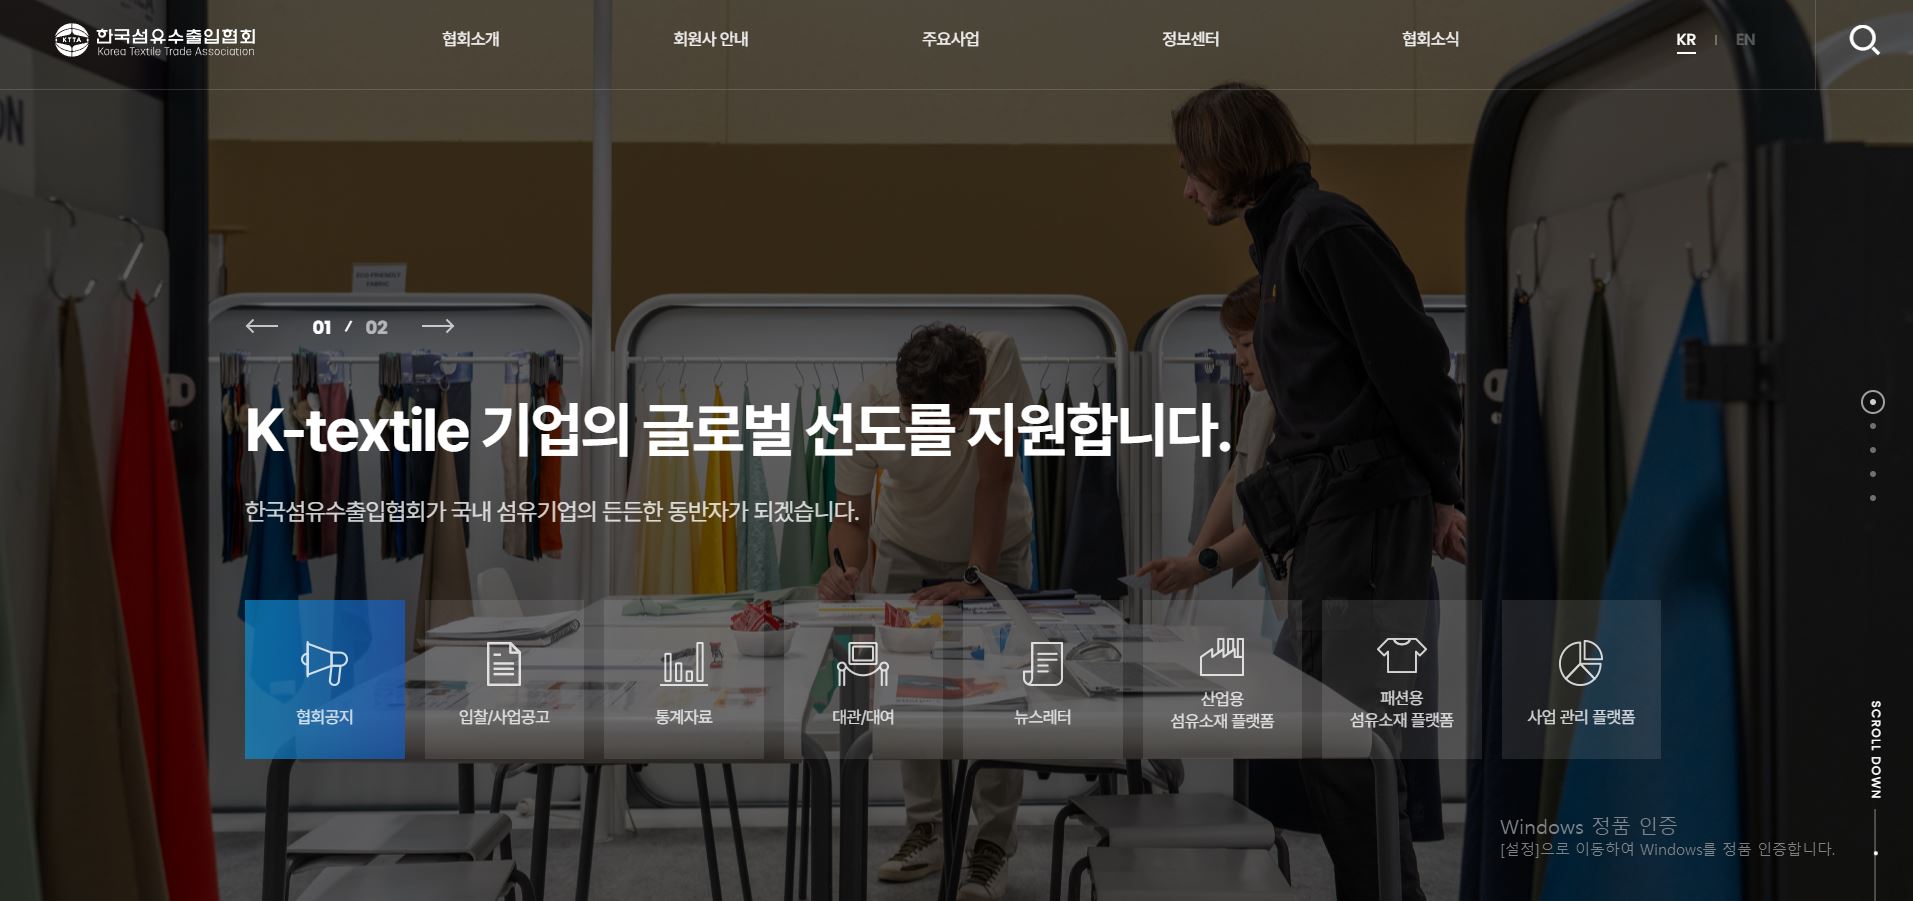 KTTA
한국섬유수출입협회
Korea Textile Trade Association
협회소개
회원사 안내
주요사업
정보센터
협회소식
KR
EN
ECO-FRIENDLY
FABRIC
01 / 02
K-textile 기업의 글로벌 선도를 지원합니다.
한국섬유수출입협회가 국내 섬유기업의 든든한 동반자가 되겠습니다.
협회공지
입찰/사업공고
통계자료
대관/대여
뉴스레터
산업용
섬유소재 플랫폼
패션용
섬유소재 플랫폼
사업 관리 플랫폼
SCROLL DOWN
Windows 정품 인증
[설정]으로 이동하여 Windows를 정품 인증합니다.